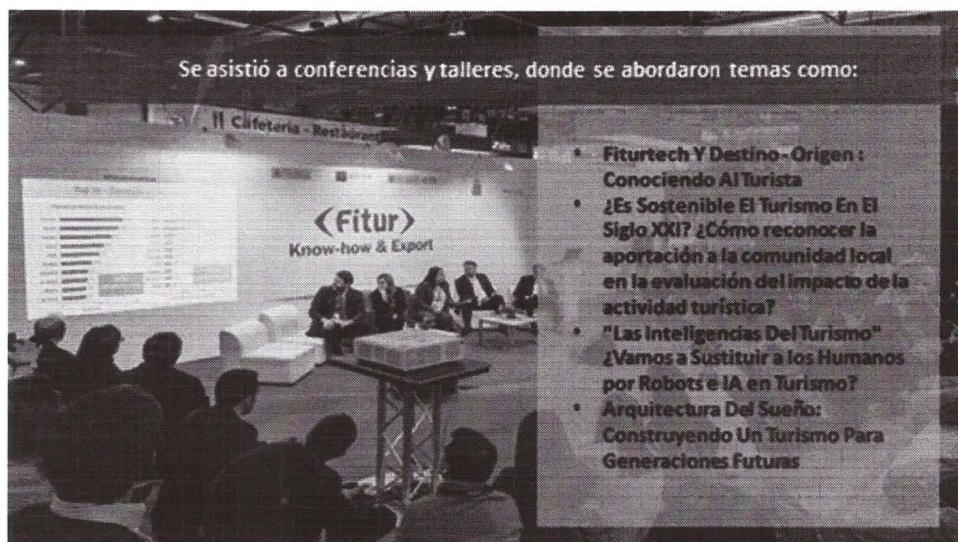 Se asistió a conferencias y talleres, donde se abordaron temas como:
Cafeteria - Restaurant
‹Fitur›
Know-how & Export
• Fiturtech Y Destino - Origen :
Conociendo Al Turista
• ¿Es Sostenible El Turismo En El
Siglo XXI? ¿Cómo reconocer la
aportación a la comunidad local
en la evaluación del impacto de la
actividad turística?
• "Las Inteligencias Del Turismo"
¿Vamos a Sustituir a los Humanos
por Robots e IA en Turismo?
• Arquitectura Del Sueño:
Construyendo Un Turismo Para
Generaciones Futuras